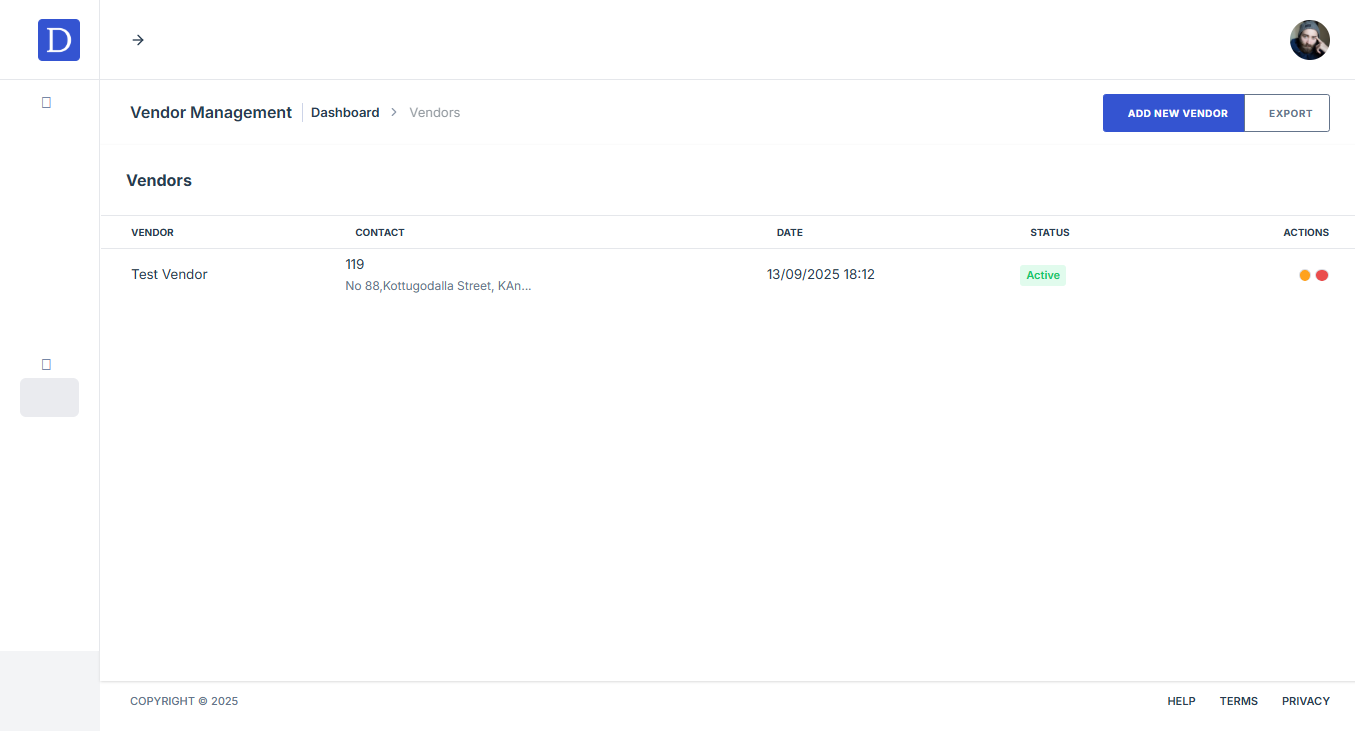 D
Vendor Management Dashboard > Vendors
ADD NEW VENDOR EXPORT
Vendors
VENDOR CONTACT DATE STATUS ACTIONS
Test Vendor 119 13/09/2025 18:12 Active
No 88,Kottugodalla Street, KAn...
COPYRIGHT © 2025 HELP TERMS PRIVACY